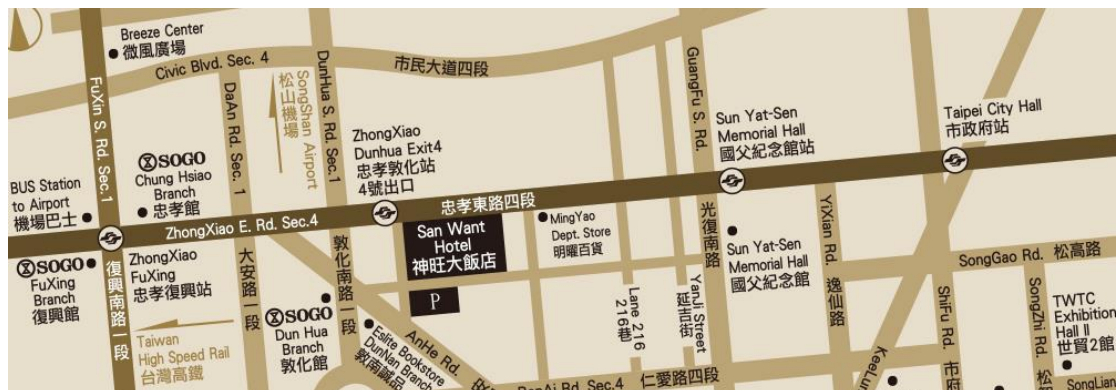 Breeze Center
微風廣場
Civic Blvd. Sec. 4
市民大道四段
FuXin S. Rd. Sec.1
DaAn Rd. Sec. 1
SongShan Airport
松山機場
DunHua S. Rd. Sec.1
GuangFu S. Rd.
ZhongXiao
Dunhua Exit4
忠孝敦化站
4號出口
Sun Yat-Sen
Memorial Hall
國父紀念館站
Taipei City Hall
市政府站
SOGO
Chung Hsiao
Branch
忠孝館
BUS Station
to Airport
機場巴士
ZhongXiao E. Rd. Sec.4
忠孝東路四段
San Want
Hotel
神旺大飯店
P
MingYao
Dept. Store
明曜百貨
SOGO
FuXing
Branch
復興館
ZhongXiao
FuXing
忠孝復興站
復興南路一段
大安路一段
敦化南路一段
光復南路
Sun Yat-Sen
Memorial Hall
國父紀念館
YiXian Rd.
逸仙路
SongGao Rd. 松高路
ShiFu Rd.
SongZhi Rd.
TWTC
Exhibition
Hall II
世貿2館
Taiwan
High Speed Rail
台灣高鐵
SOGO
Dun Hua
Branch
敦化館
Eslite Bookstore
DunNan Branch
敦南誠品
AnHe Rd.
Lane 216
216巷
YanJi Street
延吉街
Sec.4 仁愛路四段